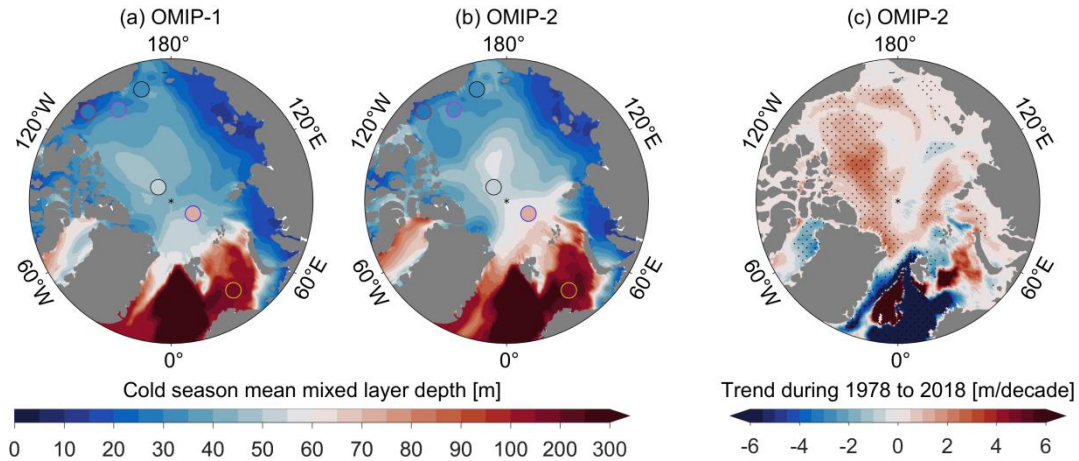 (a) OMIP-1 (b) OMIP-2 (c) OMIP-2
180° 180° 180°
120°W 120°E 120°W 120°E 120°W 120°E
60°W 60°E 60°W 60°E 60°W 60°E
0° 0° 0°
Cold season mean mixed layer depth [m] Trend during 1978 to 2018 [m/decade]
0 10 20 30 40 50 60 70 80 90 100 200 300 -6 -4 -2 0 2 4 6